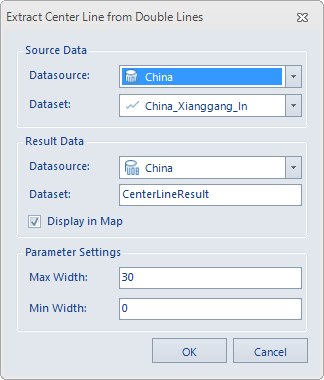 Extract Center Line from Double Lines
Source Data
Datasource: China
Dataset: China_Xianggang_ln
Result Data
Datasource: China
Dataset: CenterLineResult
Display in Map
Parameter Settings
Max Width: 30
Min Width: 0
OK Cancel